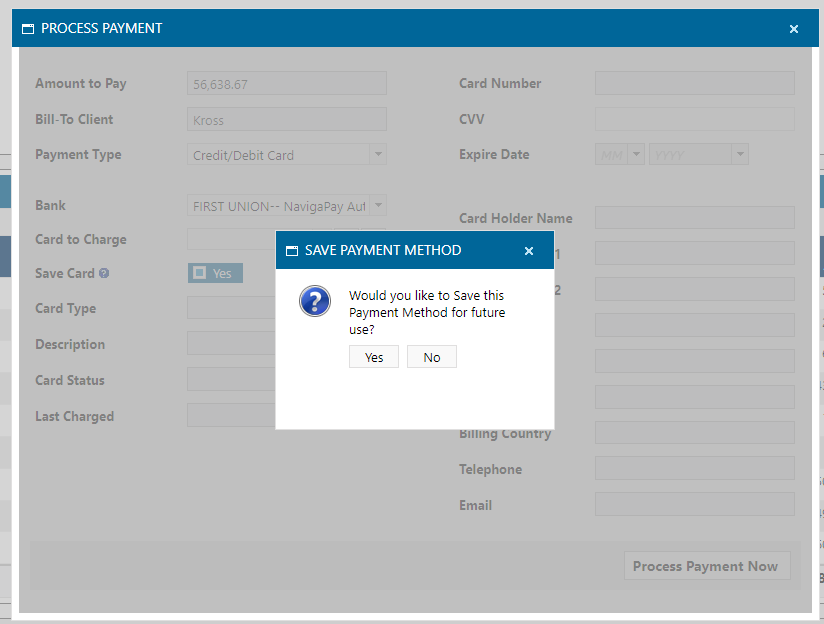 PROCESS PAYMENT
Amount to Pay 56,638.67
Bill-To Client Kross
Payment Type Credit/Debit Card
Bank FIRST UNION-- NavigaPay Aut
Card to Charge
Save Card Yes
Card Type
Description
Card Status
Last Charged
Card Number
CVV
Expire Date MM YYYY
Card Holder Name
1
2
Billing Country
Telephone
Email
SAVE PAYMENT METHOD
Would you like to Save this
Payment Method for future
use?
Yes No
Process Payment Now